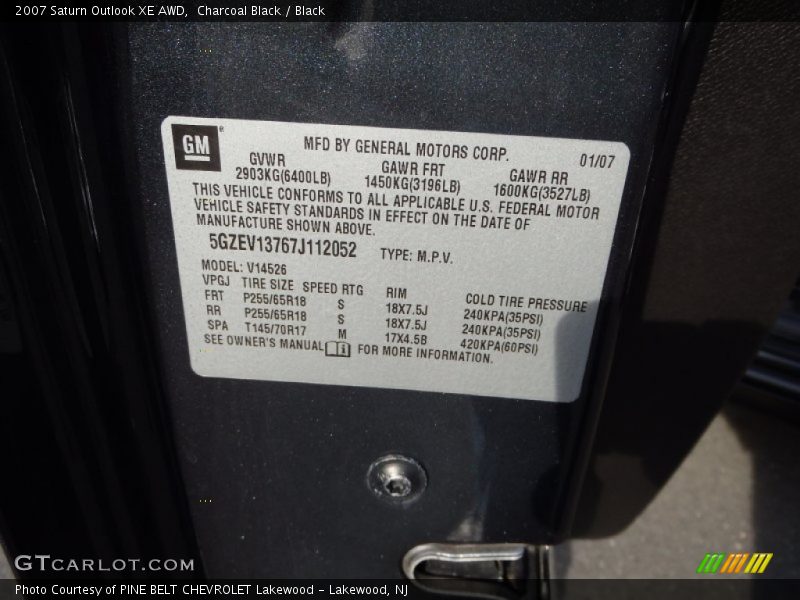 2007 Saturn Outlook XE AWD,  Charcoal Black / Black
GM
MFD BY GENERAL MOTORS CORP. 01/07
GVWR GAWR FRT GAWR RR
2903KG(6400LB) 1450KG(3196LB) 1600KG(3527LB)
THIS VEHICLE CONFORMS TO ALL APPLICABLE U.S. FEDERAL MOTOR
VEHICLE SAFETY STANDARDS IN EFFECT ON THE DATE OF
MANUFACTURE SHOWN ABOVE.
5GZEV13767J112052 TYPE: M.P.V.
MODEL: V14526
VPGJ TIRE SIZE SPEED RTG RIM COLD TIRE PRESSURE
FRT P255/65R18 S 18X7.5J 240KPA(35PSI)
RR P255/65R18 S 18X7.5J 240KPA(35PSI)
SPA T145/70R17 M 17X4.5B 420KPA(60PSI)
SEE OWNER'S MANUAL FOR MORE INFORMATION.
GTCARLOT.COM
Photo Courtesy of PINE BELT CHEVROLET Lakewood - Lakewood, NJ